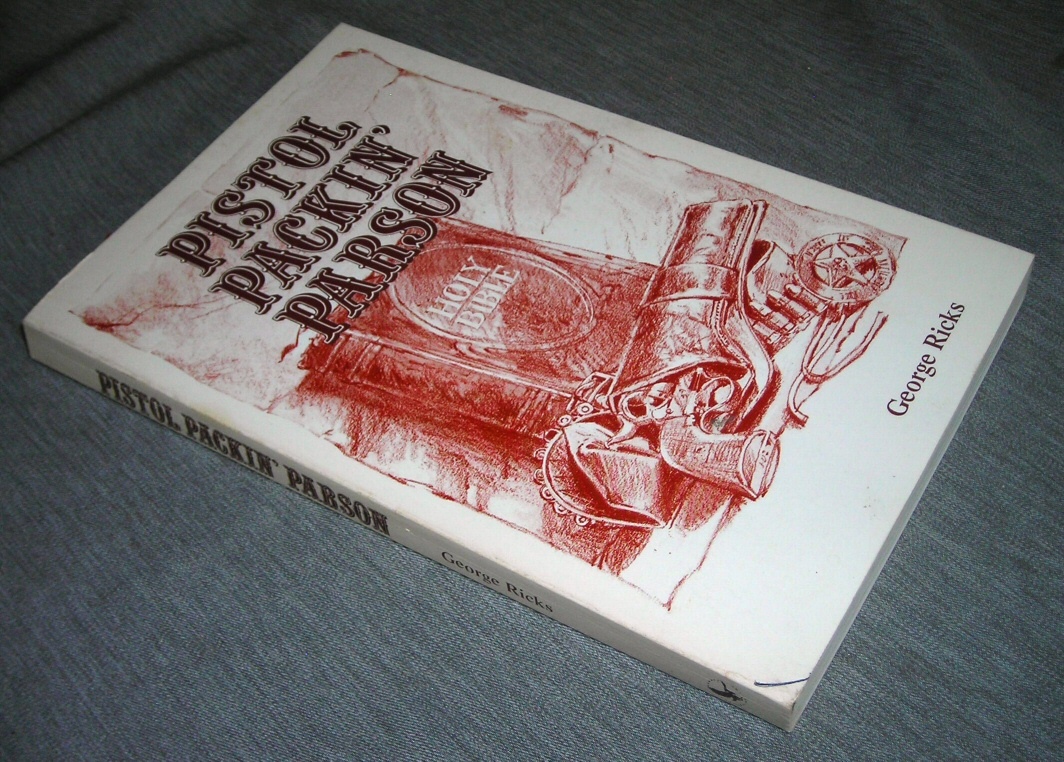 PISTOL
PACKIN'
PARSON
HOLY
BIBLE
George Ricks
PISTOL PACKIN' PARSON
George Ricks